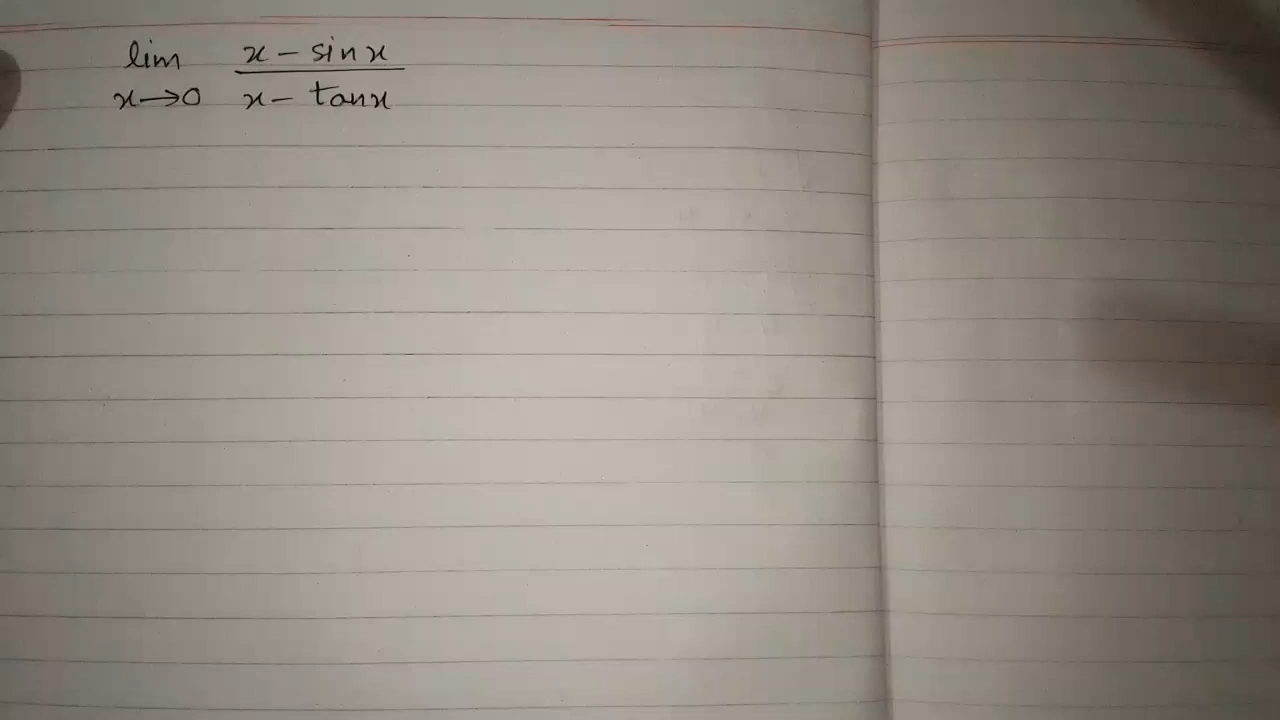 lim x - sin x
x→0 x - tan x